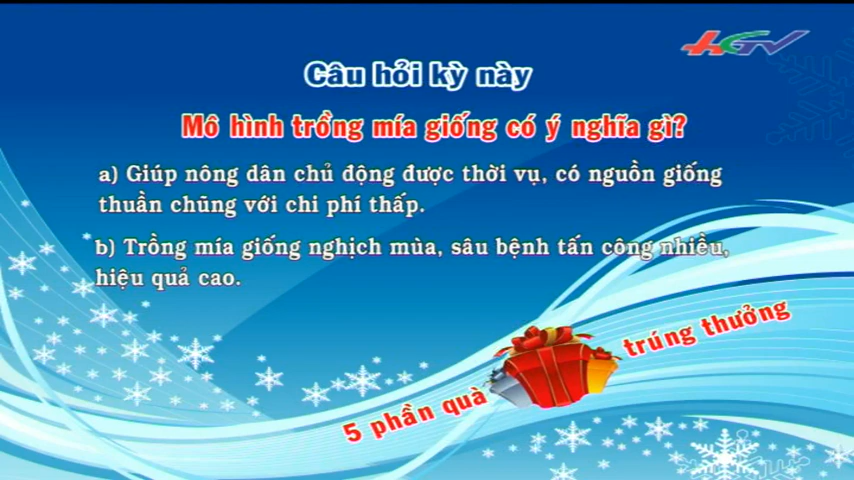 HGTV
Câu hỏi kỳ này
Mô hình trồng mía giống có ý nghĩa gì?
a) Giúp nông dân chủ động được thời vụ, có nguồn giống
thuần chủng với chi phí thấp.
b) Trồng mía giống nghịch mùa, sâu bệnh tấn công nhiều,
hiệu quả cao.
5 phần quà trúng thưởng